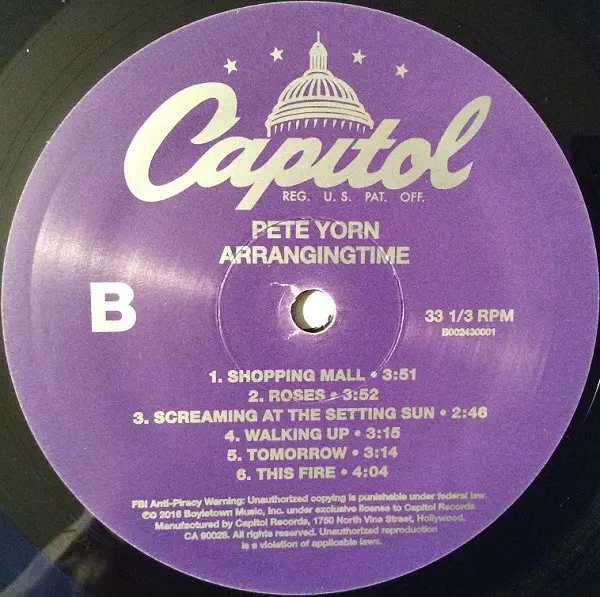 Capitol
REG. U.S. PAT. OFF.
PETE YORN
ARRANGINGTIME
B
33 1/3 RPM
B002430001
1. SHOPPING MALL • 3:51
2. ROSES • 3:52
3. SCREAMING AT THE SETTING SUN • 2:46
4. WALKING UP • 3:15
5. TOMORROW • 3:14
6. THIS FIRE • 4:04
FBI Anti-Piracy Warning: Unauthorized copying is punishable under federal law.
℗© 2016 Boyletown Music, Inc. under exclusive license to Capitol Records.
Manufactured by Capitol Records, 1750 North Vine Street, Hollywood,
CA 90028. All rights reserved. Unauthorized reproduction
is a violation of applicable laws.